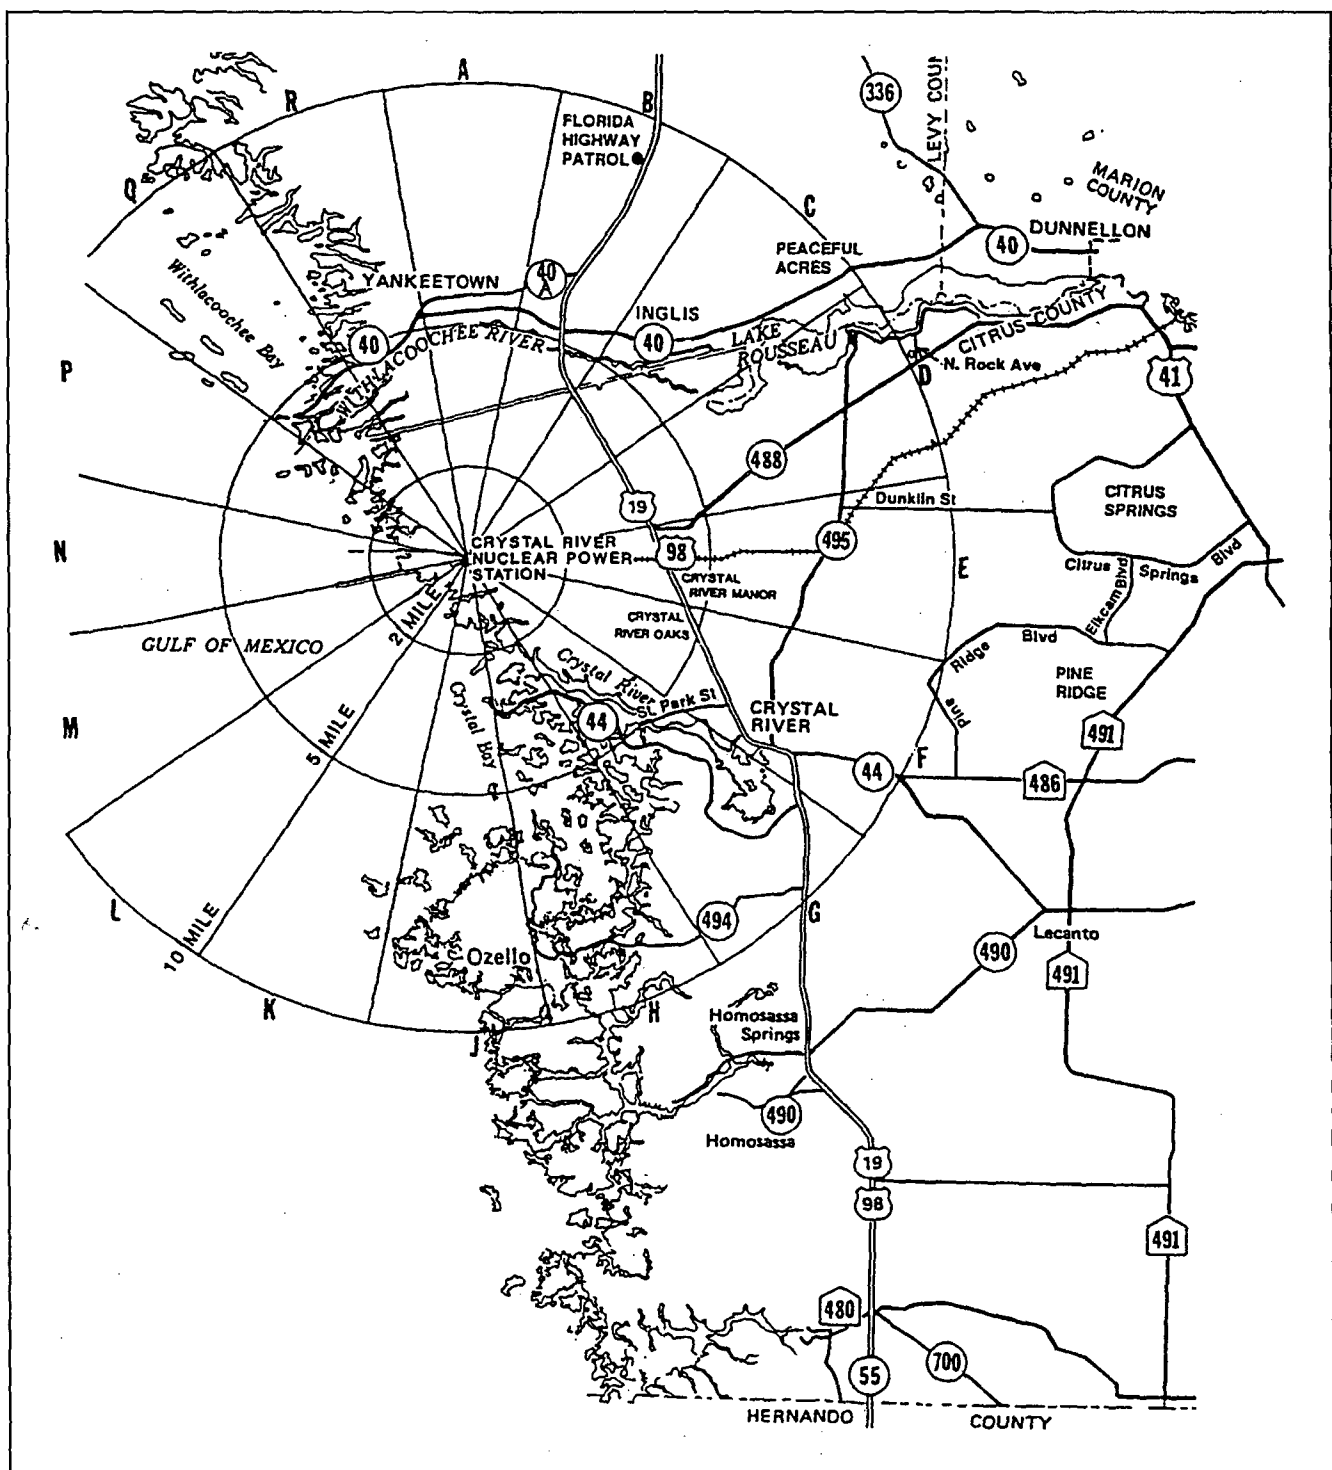 A
R
B
FLORIDA
HIGHWAY
PATROL
336
LEVY COUN
MARION
COUNTY
Q
C
DUNNELLON
40
PEACEFUL
ACRES
YANKEETOWN
40
A
Withlacoochee Bay
INGLIS
40
40
WITHLACOOCHEE RIVER
LAKE
ROUSSEAU
CITRUS COUNTY
N. Rock Ave
D
41
P
488
Dunklin St
CITRUS
SPRINGS
19
495
98
N
CRYSTAL RIVER
NUCLEAR POWER
STATION
CRYSTAL
RIVER MANOR
E
Citrus
Springs
Blvd
Elkcam Blvd
CRYSTAL
RIVER OAKS
2 MILE
GULF OF MEXICO
Ridge
Blvd
Pine
PINE
RIDGE
Crystal River
St. Park St
Crystal Bay
44
CRYSTAL
RIVER
491
M
5 MILE
F
44
486
L
10 MILE
494
G
Lecanto
490
491
Ozello
K
H
J
Homosassa
Springs
490
Homosassa
19
98
491
480
55
700
HERNANDO
COUNTY